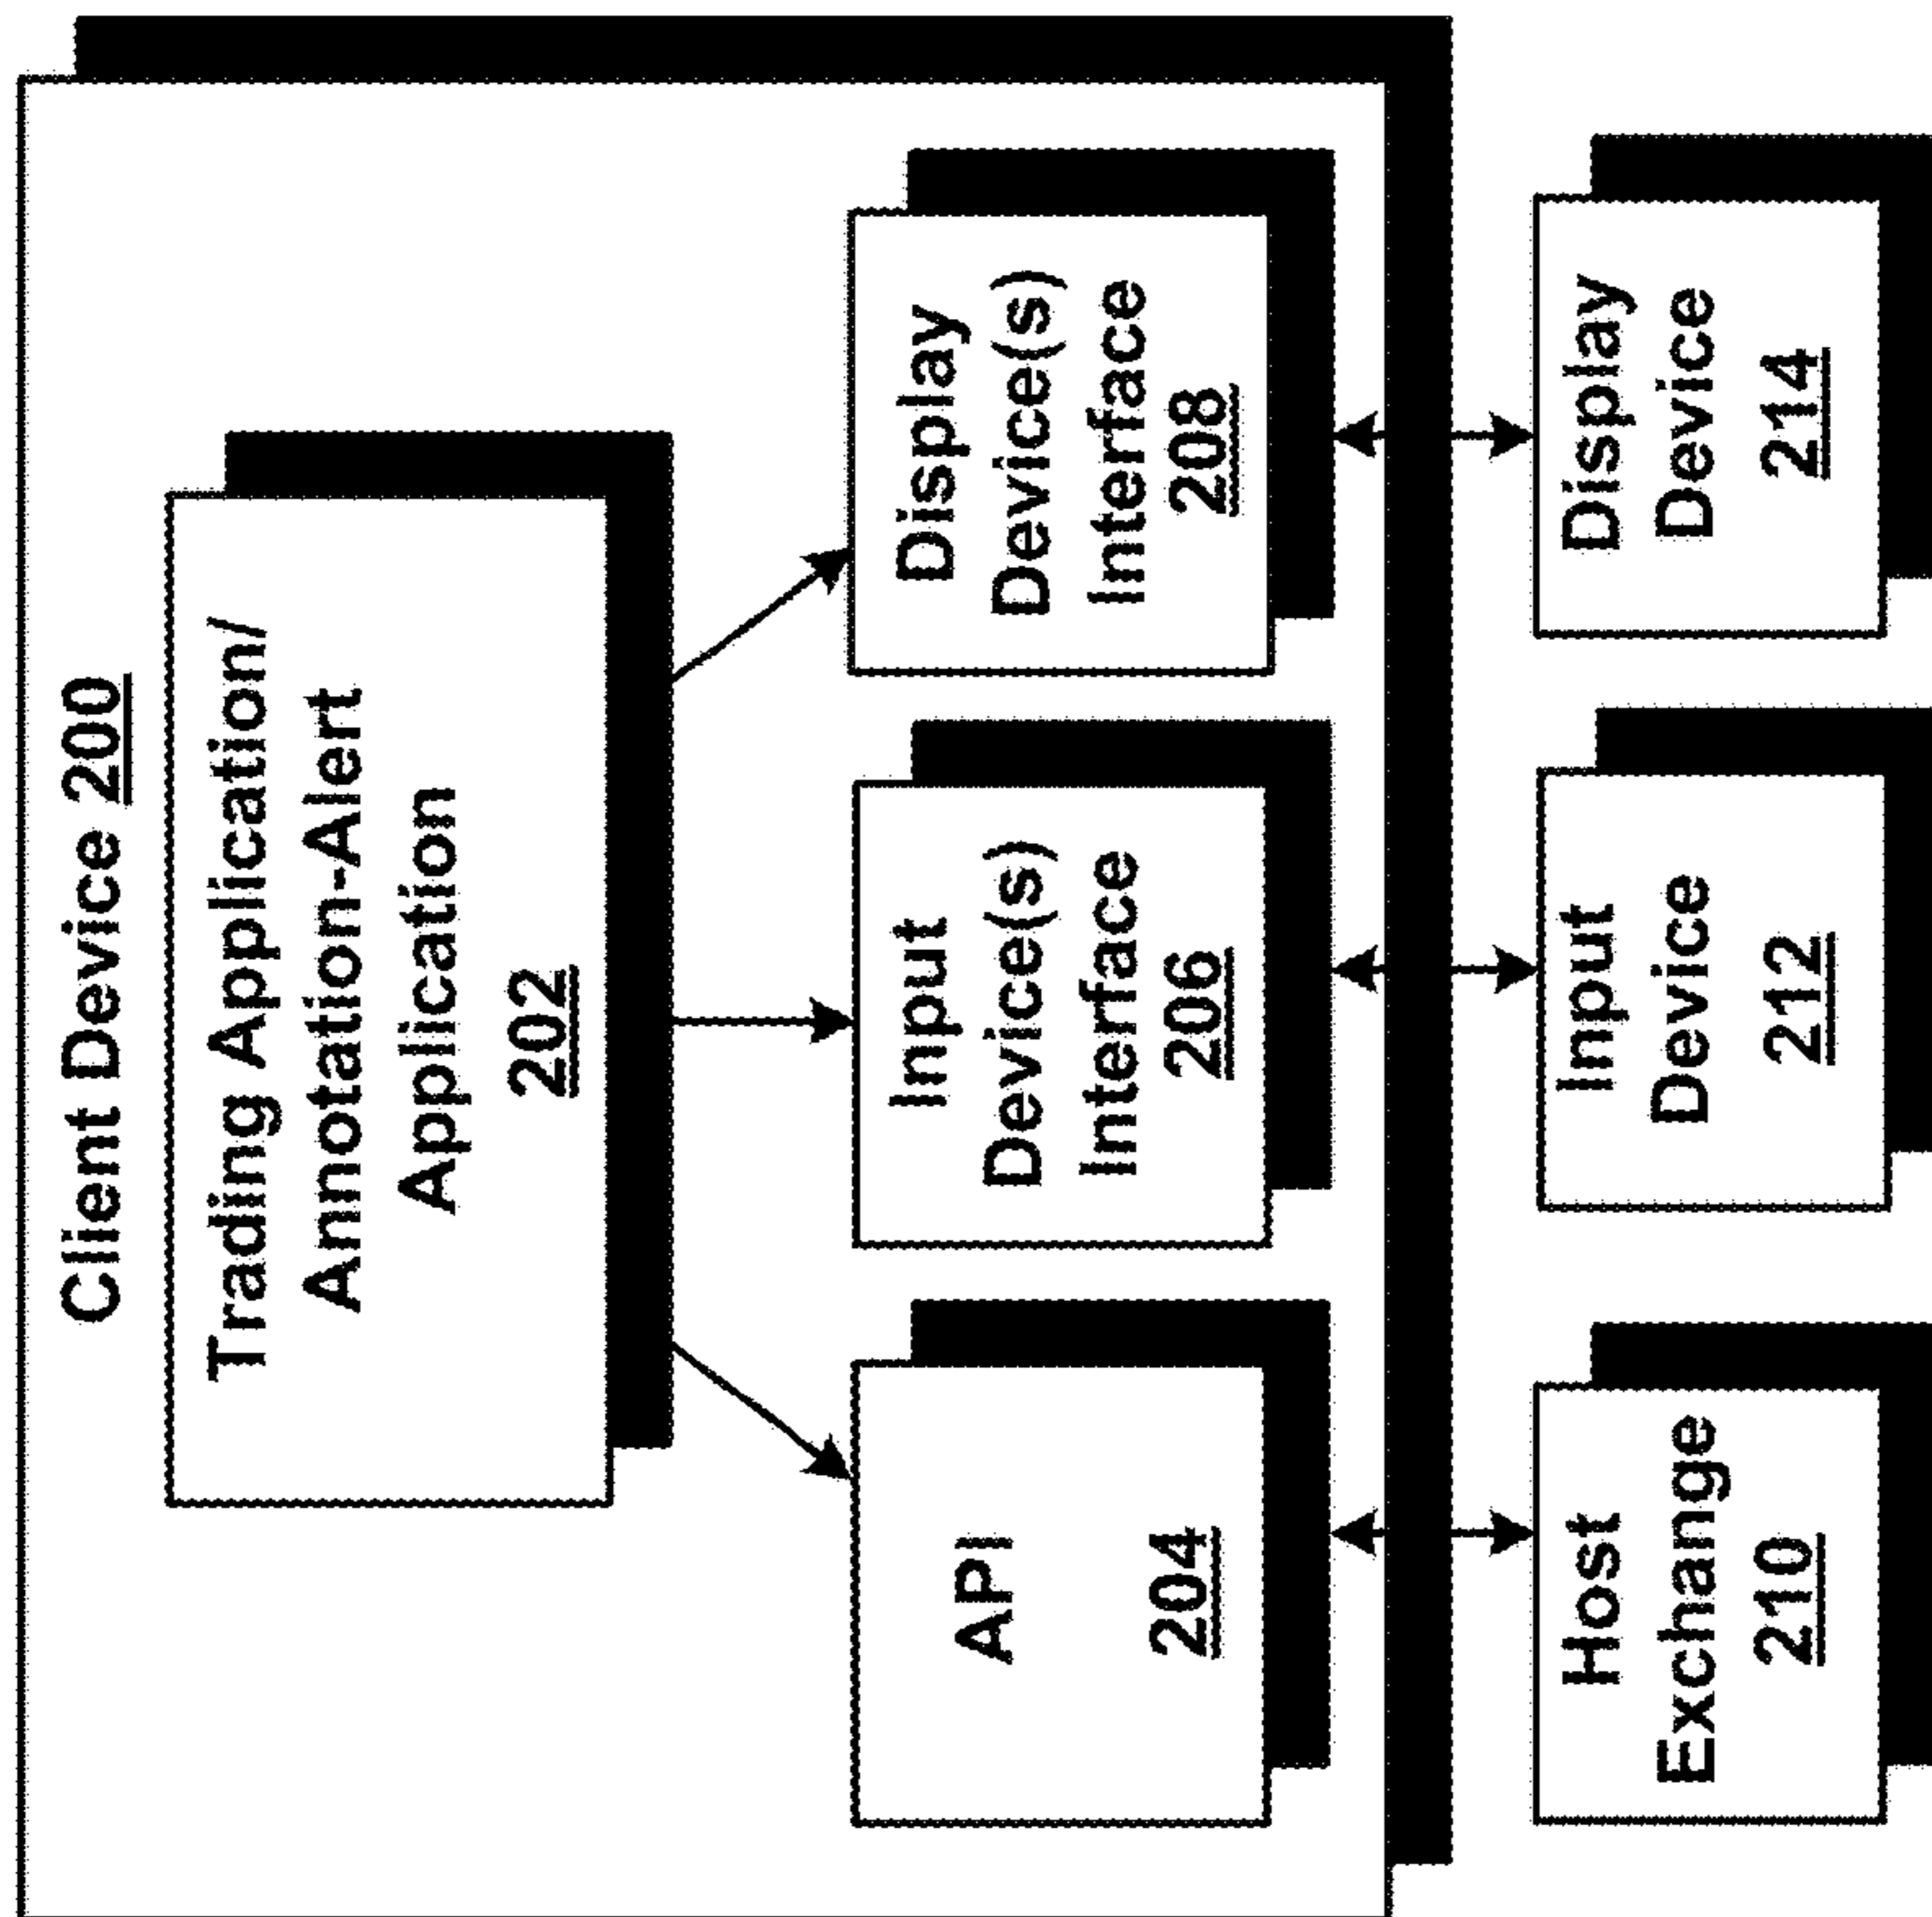 Client Device 200
Trading Application/
Annotation-Alert
Application
202
API
204
Input
Device(s)
Interface
206
Display
Device(s)
Interface
208
Host
Exchange
210
Input
Device
212
Display
Device
214